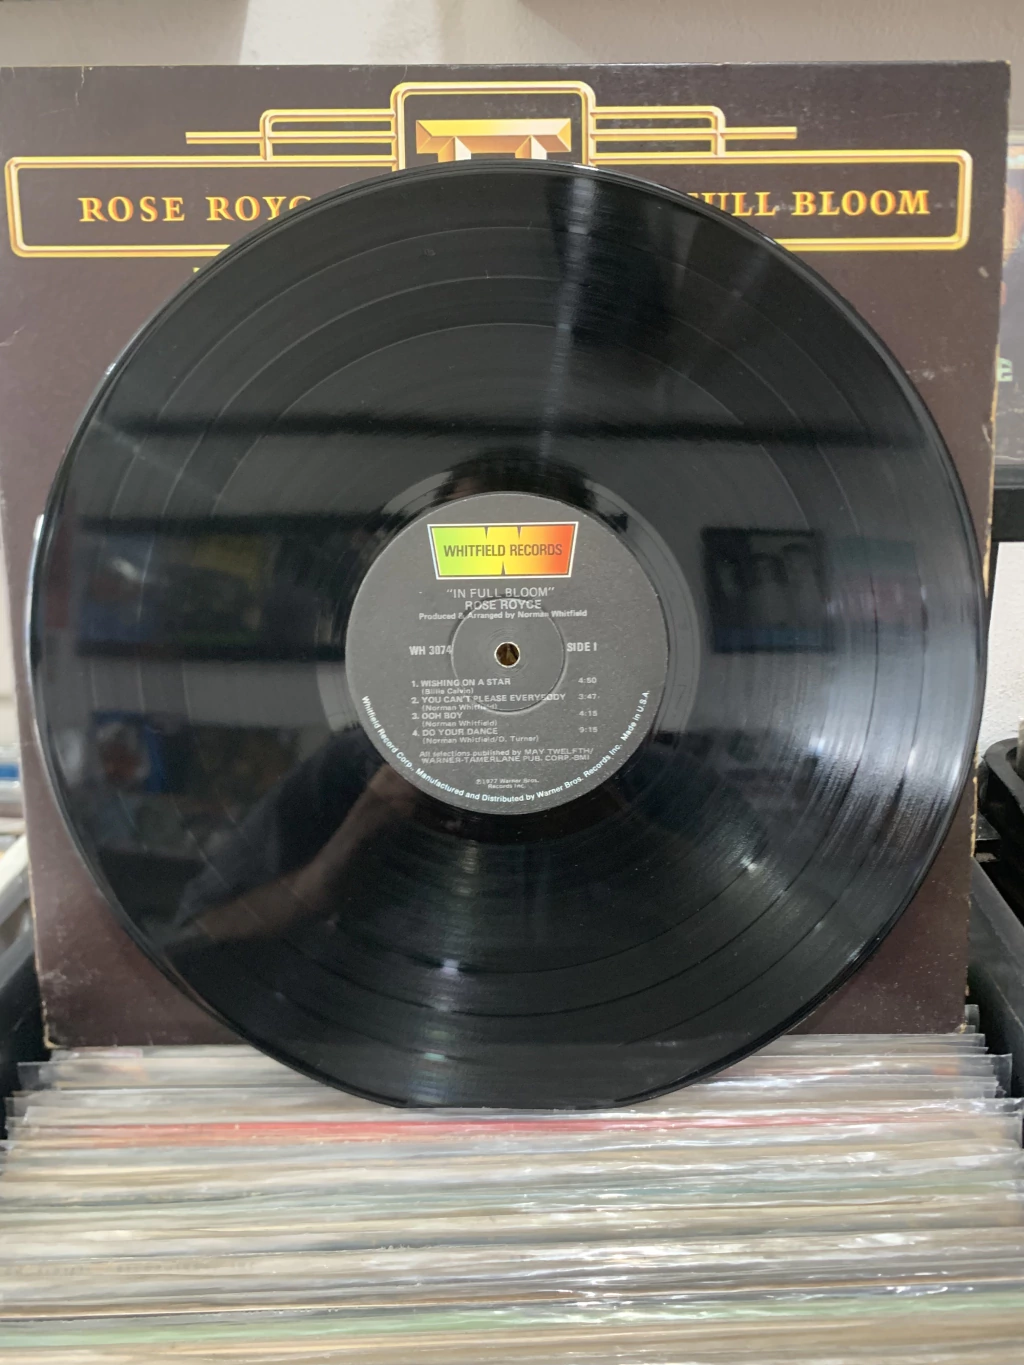 ROSE ROYC
FULL BLOOM
WHITFIELD RECORDS
"IN FULL BLOOM"
ROSE ROYCE
Produced & Arranged by Norman Whitfield
WH 3074
SIDE 1
1. WISHING ON A STAR 4:50
(Billie Calvin)
2. YOU CAN'T PLEASE EVERYBODY 3:47
(Norman Whitfield)
3. OOH BOY 4:15
(Norman Whitfield)
4. DO YOUR DANCE 9:15
(Norman Whitfield/D. Turner)
All selections published by MAY TWELFTH/
WARNER-TAMERLANE PUB. CORP.-BMI
℗1977 Warner Bros.
Records Inc.
Whitfield Record Corp., Manufactured and Distributed by Warner Bros. Records Inc. Made in U.S.A.